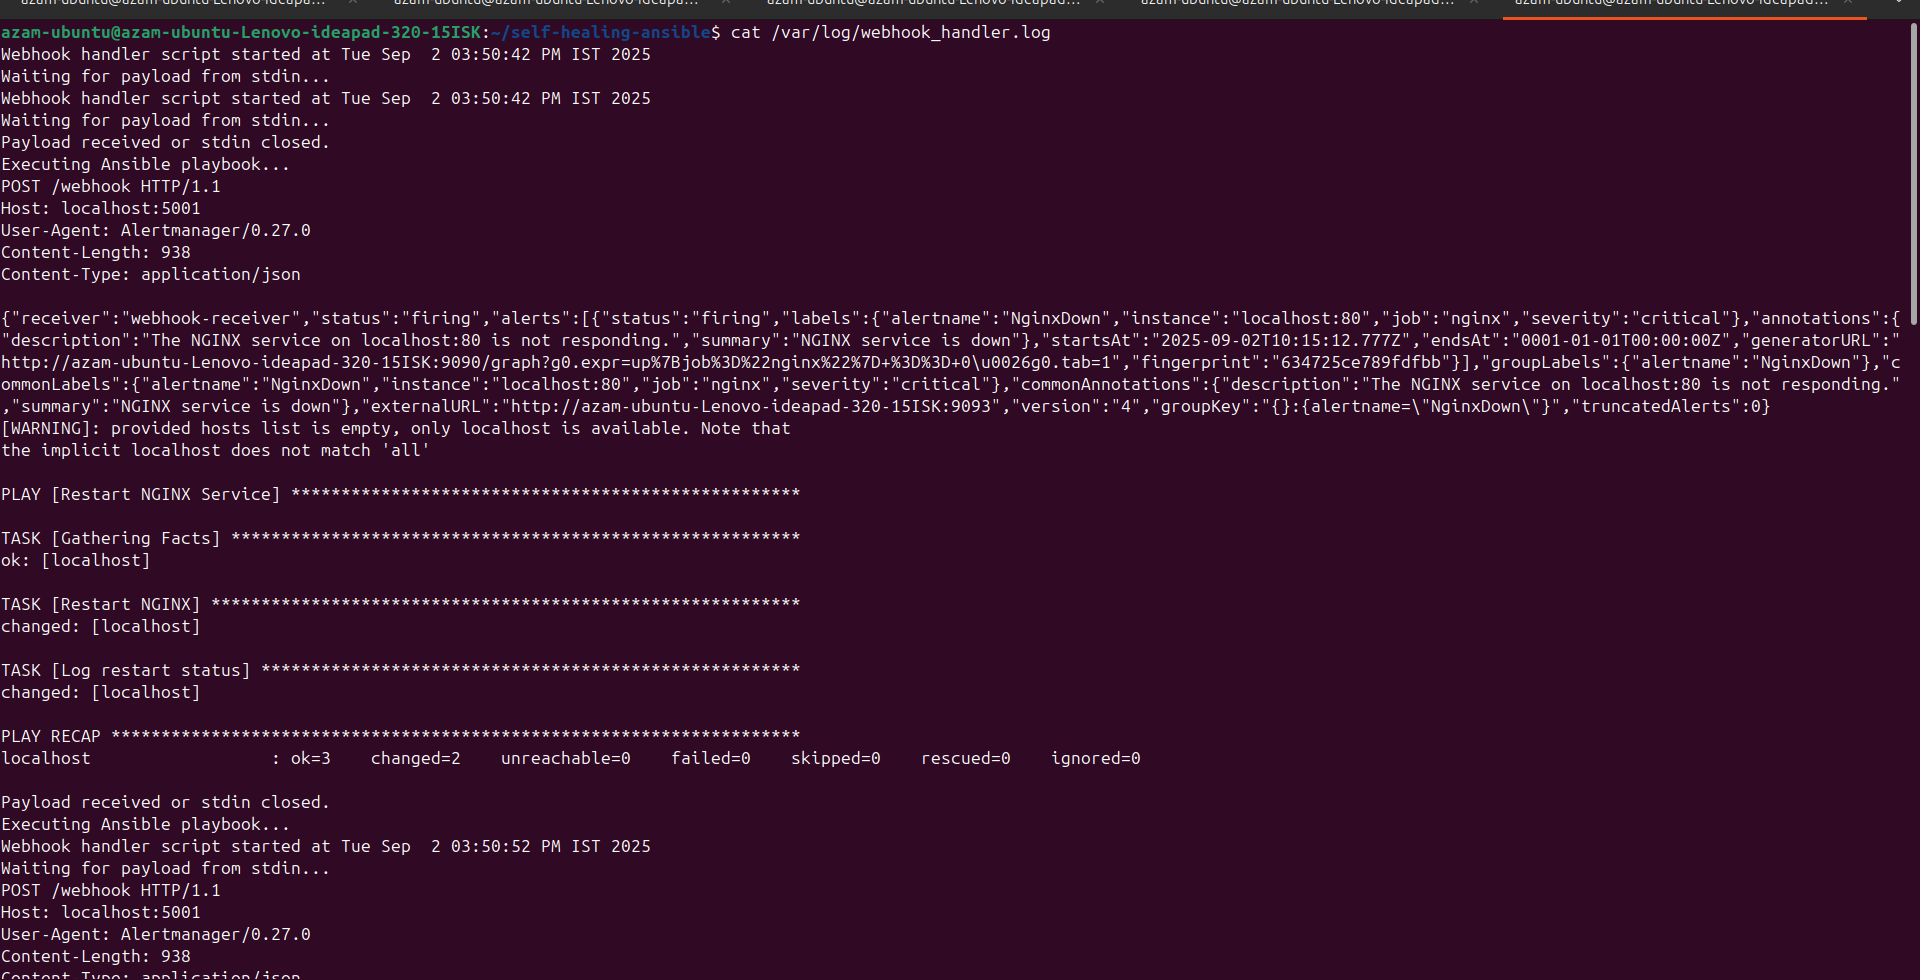 azam-ubuntu@azam-ubuntu-Lenovo-ideapad-320-15ISK:~/self-healing-ansible$ cat /var/log/webhook_handler.log
Webhook handler script started at Tue Sep  2 03:50:42 PM IST 2025
Waiting for payload from stdin...
Webhook handler script started at Tue Sep  2 03:50:42 PM IST 2025
Waiting for payload from stdin...
Payload received or stdin closed.
Executing Ansible playbook...
POST /webhook HTTP/1.1
Host: localhost:5001
User-Agent: Alertmanager/0.27.0
Content-Length: 938
Content-Type: application/json
{"receiver":"webhook-receiver","status":"firing","alerts":[{"status":"firing","labels":{"alertname":"NginxDown","instance":"localhost:80","job":"nginx","severity":"critical"},"annotations":{
"description":"The NGINX service on localhost:80 is not responding.","summary":"NGINX service is down"},"startsAt":"2025-09-02T10:15:12.777Z","endsAt":"0001-01-01T00:00:00Z","generatorURL":"
http://azam-ubuntu-Lenovo-ideapad-320-15ISK:9090/graph?g0.expr=up%7Bjob%3D%22nginx%22%7D+%3D%3D+0\u0026g0.tab=1","fingerprint":"634725ce789fdfbb"}],"groupLabels":{"alertname":"NginxDown"},"c
ommonLabels":{"alertname":"NginxDown","instance":"localhost:80","job":"nginx","severity":"critical"},"commonAnnotations":{"description":"The NGINX service on localhost:80 is not responding."
,"summary":"NGINX service is down"},"externalURL":"http://azam-ubuntu-Lenovo-ideapad-320-15ISK:9093","version":"4","groupKey":"{}:{alertname=\"NginxDown\"}","truncatedAlerts":0}
[WARNING]: provided hosts list is empty, only localhost is available. Note that
the implicit localhost does not match 'all'
PLAY [Restart NGINX Service] ***************************************************
TASK [Gathering Facts] *********************************************************
ok: [localhost]
TASK [Restart NGINX] ***********************************************************
changed: [localhost]
TASK [Log restart status] ******************************************************
changed: [localhost]
PLAY RECAP *********************************************************************
localhost                  : ok=3    changed=2    unreachable=0    failed=0    skipped=0    rescued=0    ignored=0
Payload received or stdin closed.
Executing Ansible playbook...
Webhook handler script started at Tue Sep  2 03:50:52 PM IST 2025
Waiting for payload from stdin...
POST /webhook HTTP/1.1
Host: localhost:5001
User-Agent: Alertmanager/0.27.0
Content-Length: 938
Content-Type: application/json